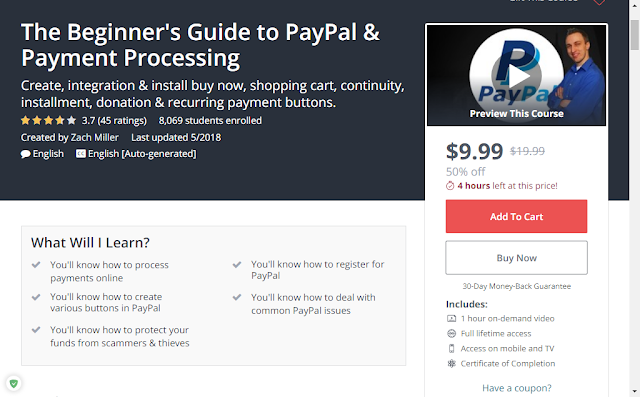 The Beginner's Guide to PayPal &
Payment Processing
Create, integration & install buy now, shopping cart, continuity,
installment, donation & recurring payment buttons.
3.7 (45 ratings) 8,069 students enrolled
Created by Zach Miller Last updated 5/2018
English English [Auto-generated]
What Will I Learn?
You'll know how to process
payments online
You'll know how to create
various buttons in PayPal
You'll know how to protect your
funds from scammers & thieves
You'll know how to register for
PayPal
You'll know how to deal with
common PayPal issues
PayPal
Preview This Course
$9.99 $19.99
50% off
4 hours left at this price!
Add To Cart
Buy Now
30-Day Money-Back Guarantee
Includes:
1 hour on-demand video
Full lifetime access
Access on mobile and TV
Certificate of Completion
Have a coupon?